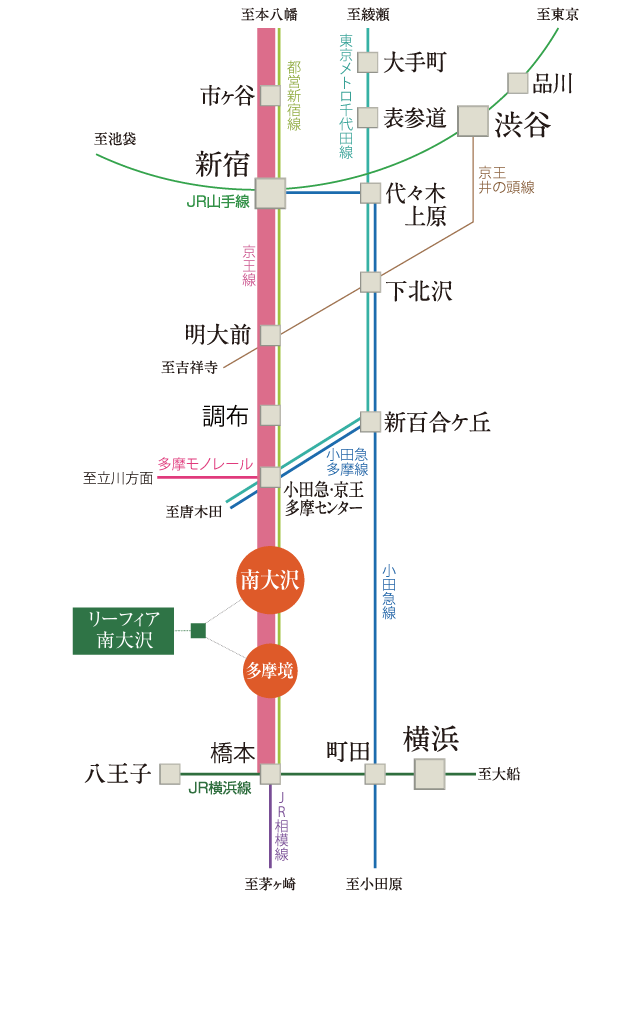 至本八幡
至綾瀬
至東京
東京メトロ千代田線
都営新宿線
大手町
品川
市ヶ谷
表参道
渋谷
至池袋
新宿
京王
井の頭線
代々木
上原
JR山手線
京王線
下北沢
明大前
至吉祥寺
調布
新百合ケ丘
小田急
多摩線
多摩モノレール
至立川方面
小田急・京王
多摩センター
至唐木田
南大沢
小田急線
リーフィア
南大沢
多摩境
橋本
町田
横浜
八王子
至大船
JR横浜線
JR相模線
至茅ヶ崎
至小田原